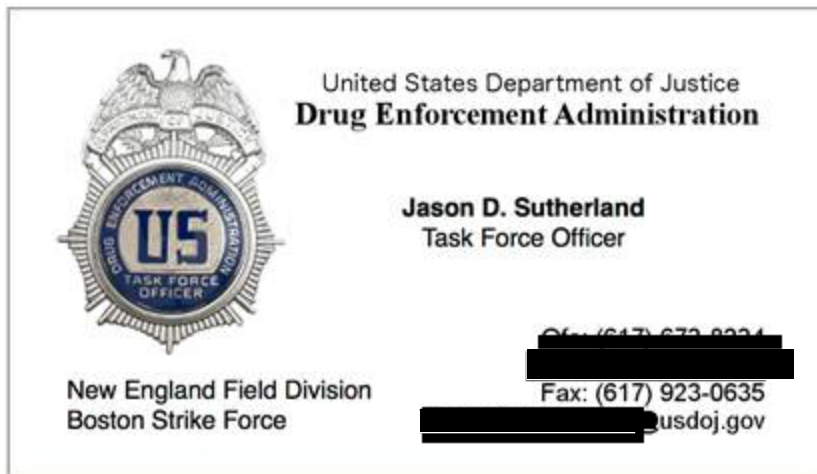 United States Department of Justice
Drug Enforcement Administration
DRUG ENFORCEMENT ADMINISTRATION
US
TASK FORCE
OFFICER
Jason D. Sutherland
Task Force Officer
New England Field Division
Boston Strike Force
Fax: (617) 923-0635
usdoj.gov